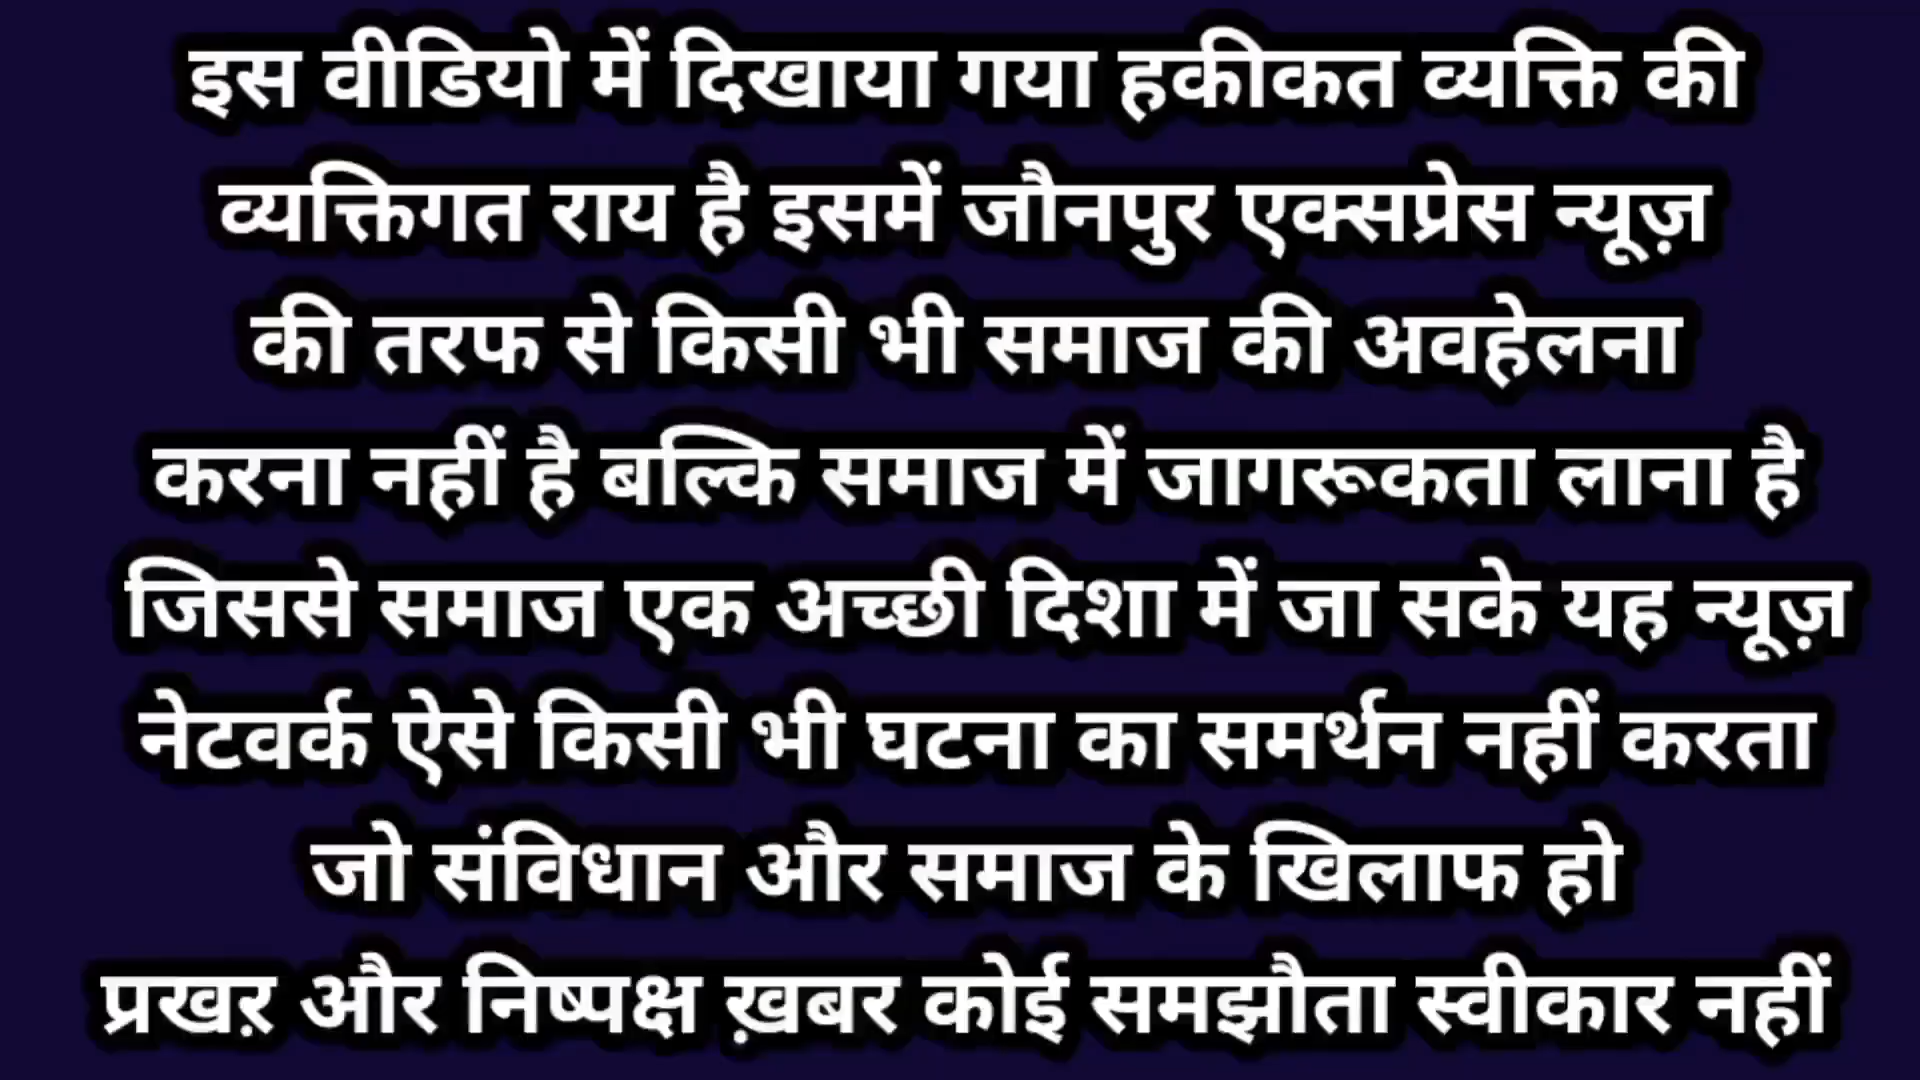 इस वीडियो में दिखाया गया हकीकत व्यक्ति की
व्यक्तिगत राय है इसमें जौनपुर एक्सप्रेस न्यूज़
की तरफ से किसी भी समाज की अवहेलना
करना नहीं है बल्कि समाज में जागरूकता लाना है
जिससे समाज एक अच्छी दिशा में जा सके यह न्यूज़
नेटवर्क ऐसे किसी भी घटना का समर्थन नहीं करता
जो संविधान और समाज के खिलाफ हो
प्रखऱ और निष्पक्ष ख़बर कोई समझौता स्वीकार नहीं